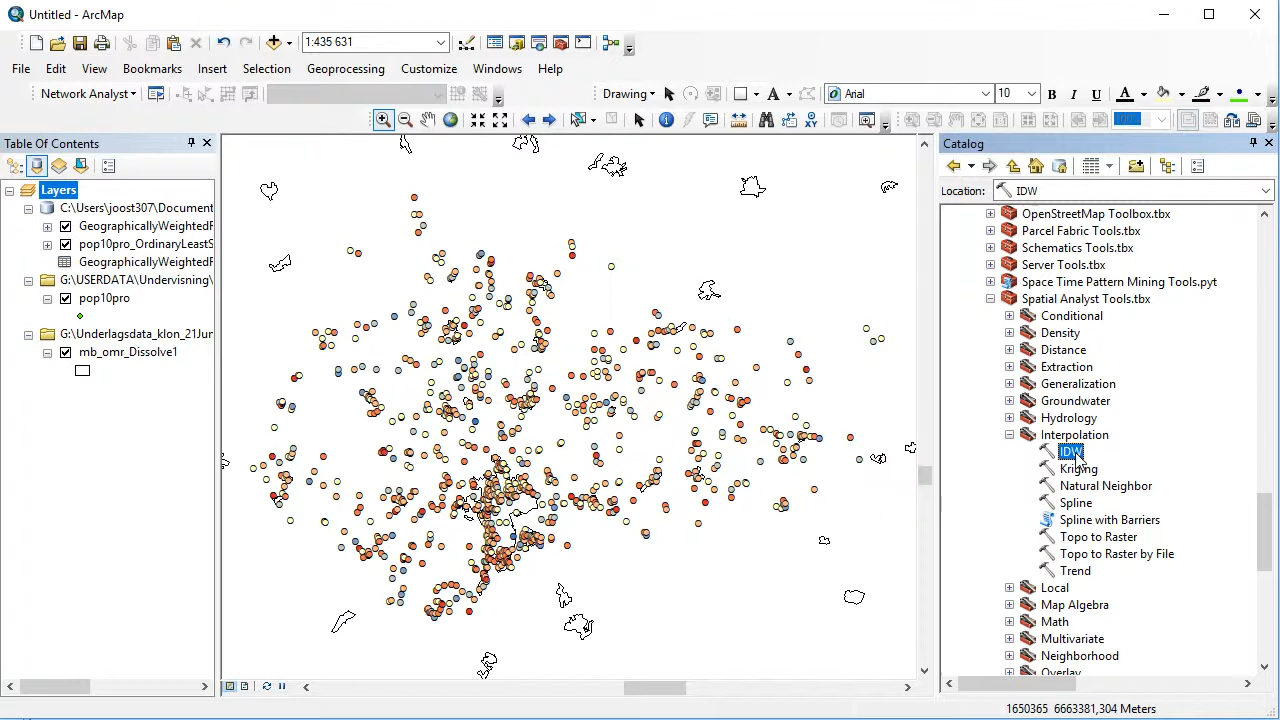 Untitled - ArcMap
1:435 631
File Edit View Bookmarks Insert Selection Geoprocessing Customize Windows Help
Network Analyst Drawing A Arial 10 B I U A
XY
Table Of Contents
Catalog
Location: IDW
Layers
C:\Users\joost307\Document
GeographicallyWeightedF
pop10pro_OrdinaryLeastS
GeographicallyWeightedF
G:\USERDATA\Undervisning\
pop10pro
G:\Underlagsdata_klon_21Jur
mb_omr_Dissolve1
OpenStreetMap Toolbox.tbx
Parcel Fabric Tools.tbx
Schematics Tools.tbx
Server Tools.tbx
Space Time Pattern Mining Tools.pyt
Spatial Analyst Tools.tbx
Conditional
Density
Distance
Extraction
Generalization
Groundwater
Hydrology
Interpolation
IDW
Kriging
Natural Neighbor
Spline
Spline with Barriers
Topo to Raster
Topo to Raster by File
Trend
Local
Map Algebra
Math
Multivariate
Neighborhood
Overlay
1650365 6663381,304 Meters